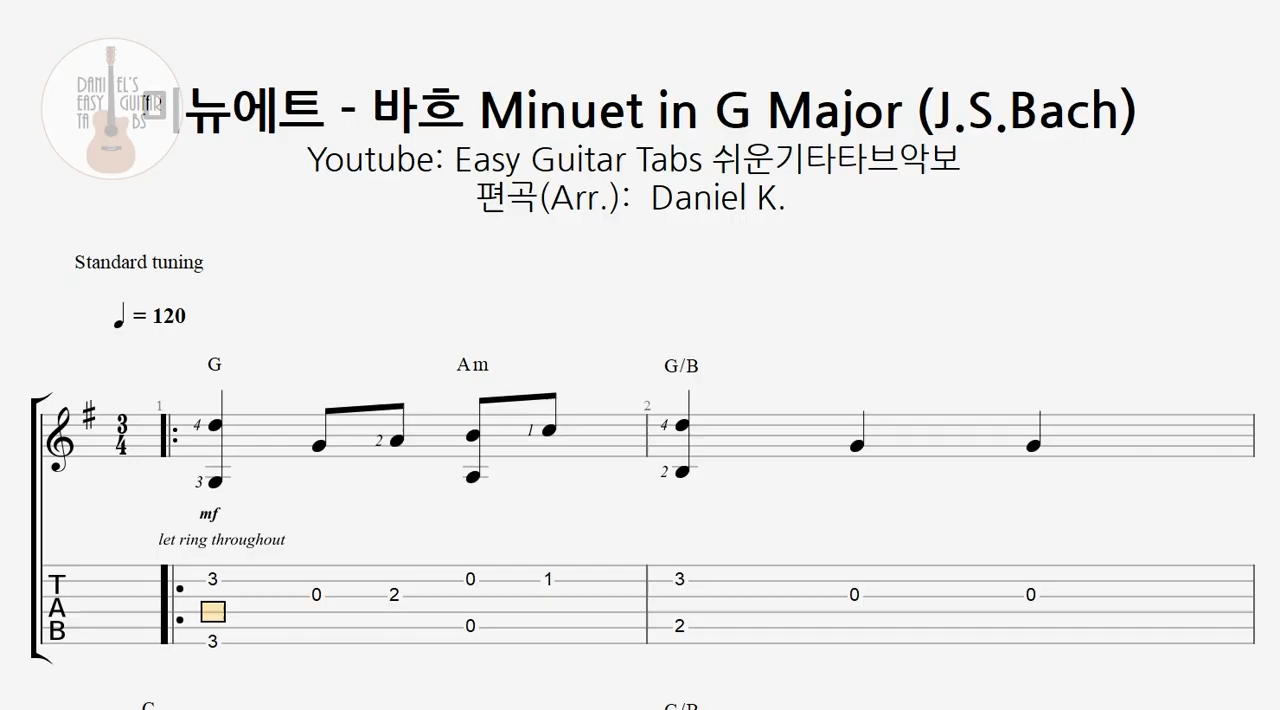 DANIEL'S
EASY GUITAR
TABS
미뉴에트 - 바흐 Minuet in G Major (J.S.Bach)
Youtube: Easy Guitar Tabs 쉬운기타타브악보
편곡(Arr.): Daniel K.
Standard tuning
= 120
G Am G/B
1 2
3
4
4 2 1 4
3 2
mf
let ring throughout
T
A
B
3 0 2 0 1 3 0 0
0 2
3
C G/B